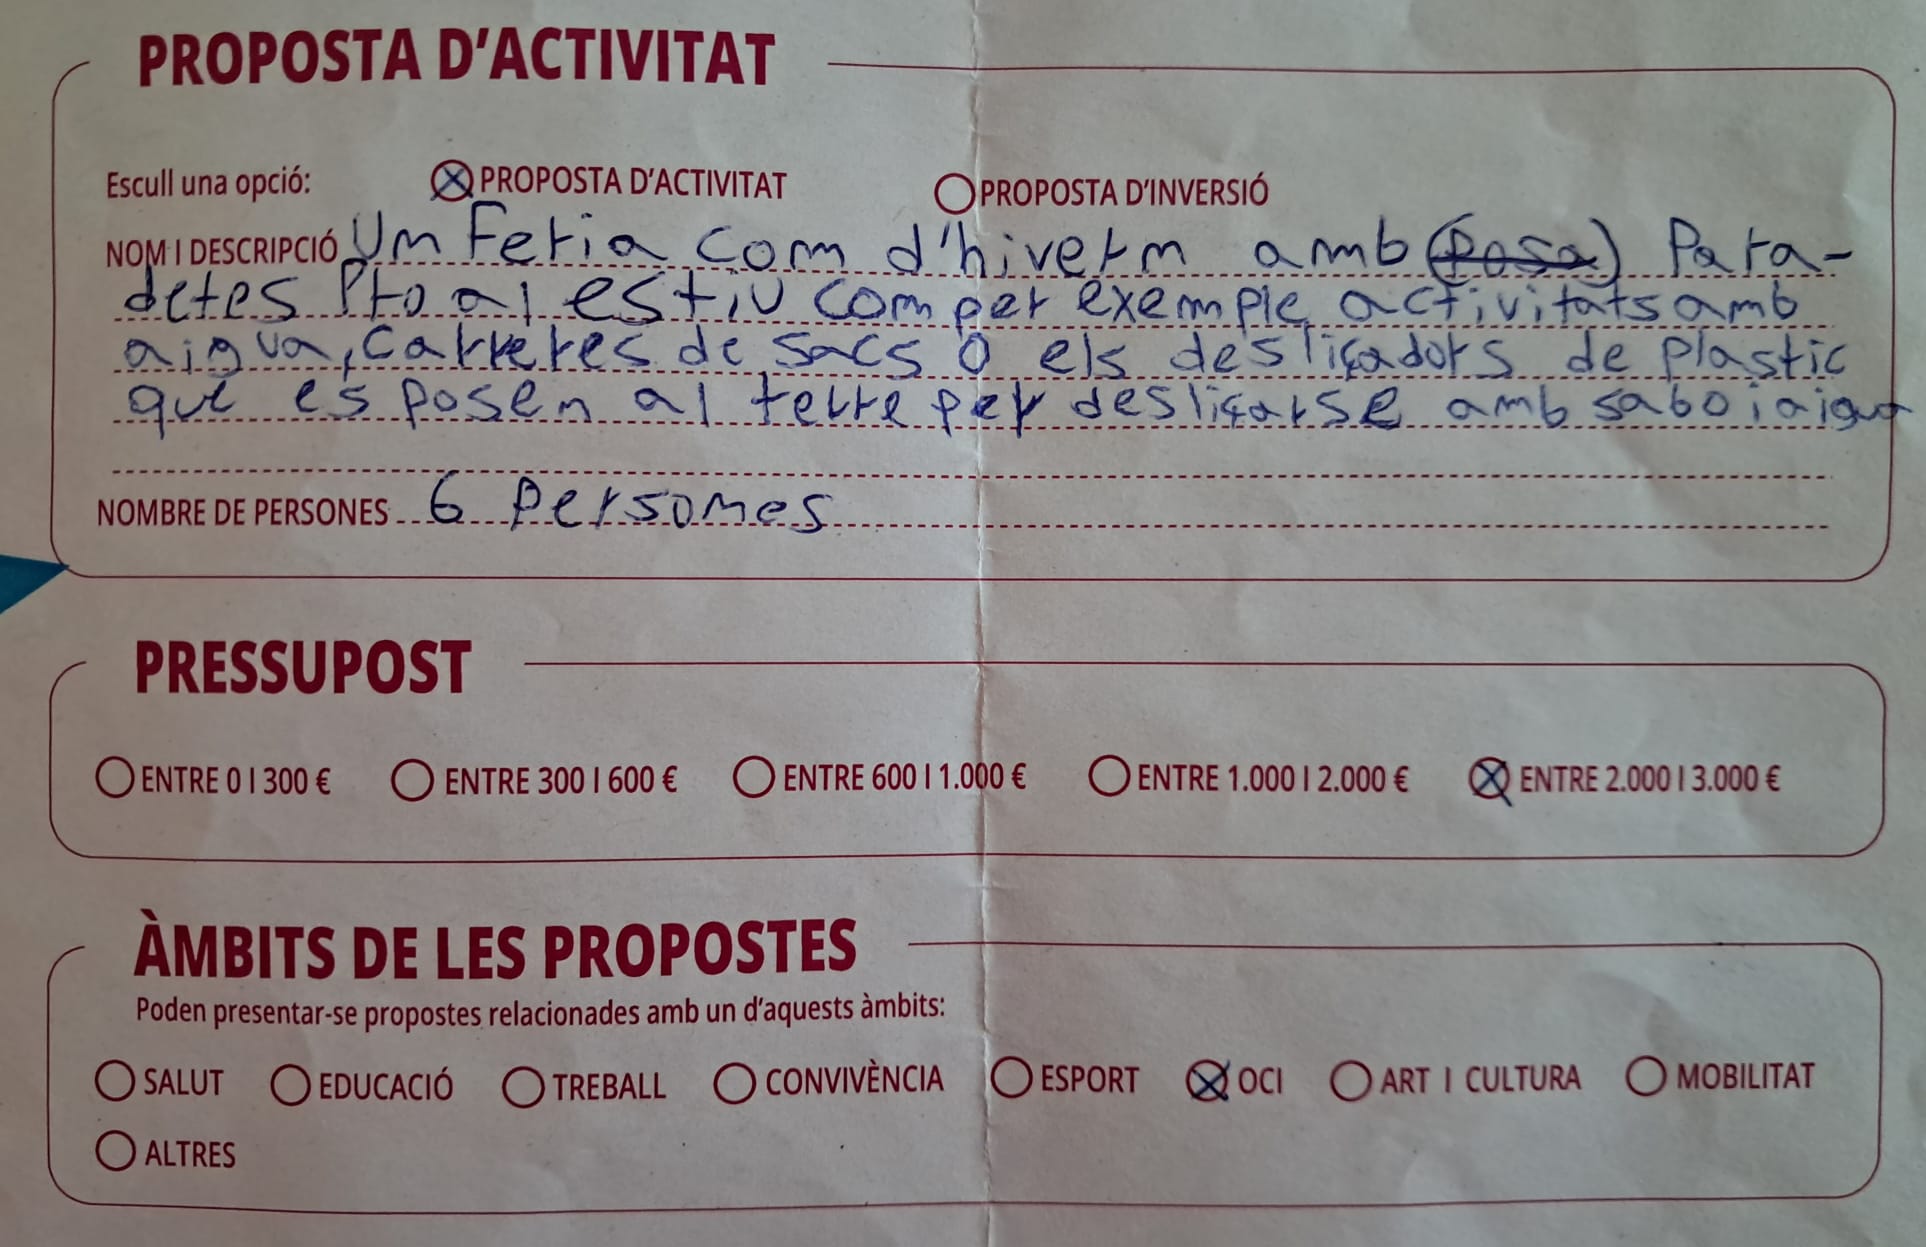 PROPOSTA D'ACTIVITAT
Escull una opció: PROPOSTA D'ACTIVITAT PROPOSTA D'INVERSIÓ
NOM I DESCRIPCIÓ Um Feria com d'hiverm amb (posa) Para-
detes Pro al estiu com per exemple activitats amb
aigua, carreres de sacs o els desliçadors de plastic
que es posen al terre per desliçarse amb sabo i aigua
NOMBRE DE PERSONES 6 Persomes
PRESSUPOST
ENTRE 0 I 300 € ENTRE 300 I 600 € ENTRE 600 I 1.000 € ENTRE 1.000 I 2.000 € ENTRE 2.000 I 3.000 €
ÀMBITS DE LES PROPOSTES
Poden presentar-se propostes relacionades amb un d'aquests àmbits:
SALUT EDUCACIÓ TREBALL CONVIVÈNCIA ESPORT OCI ART I CULTURA MOBILITAT
ALTRES